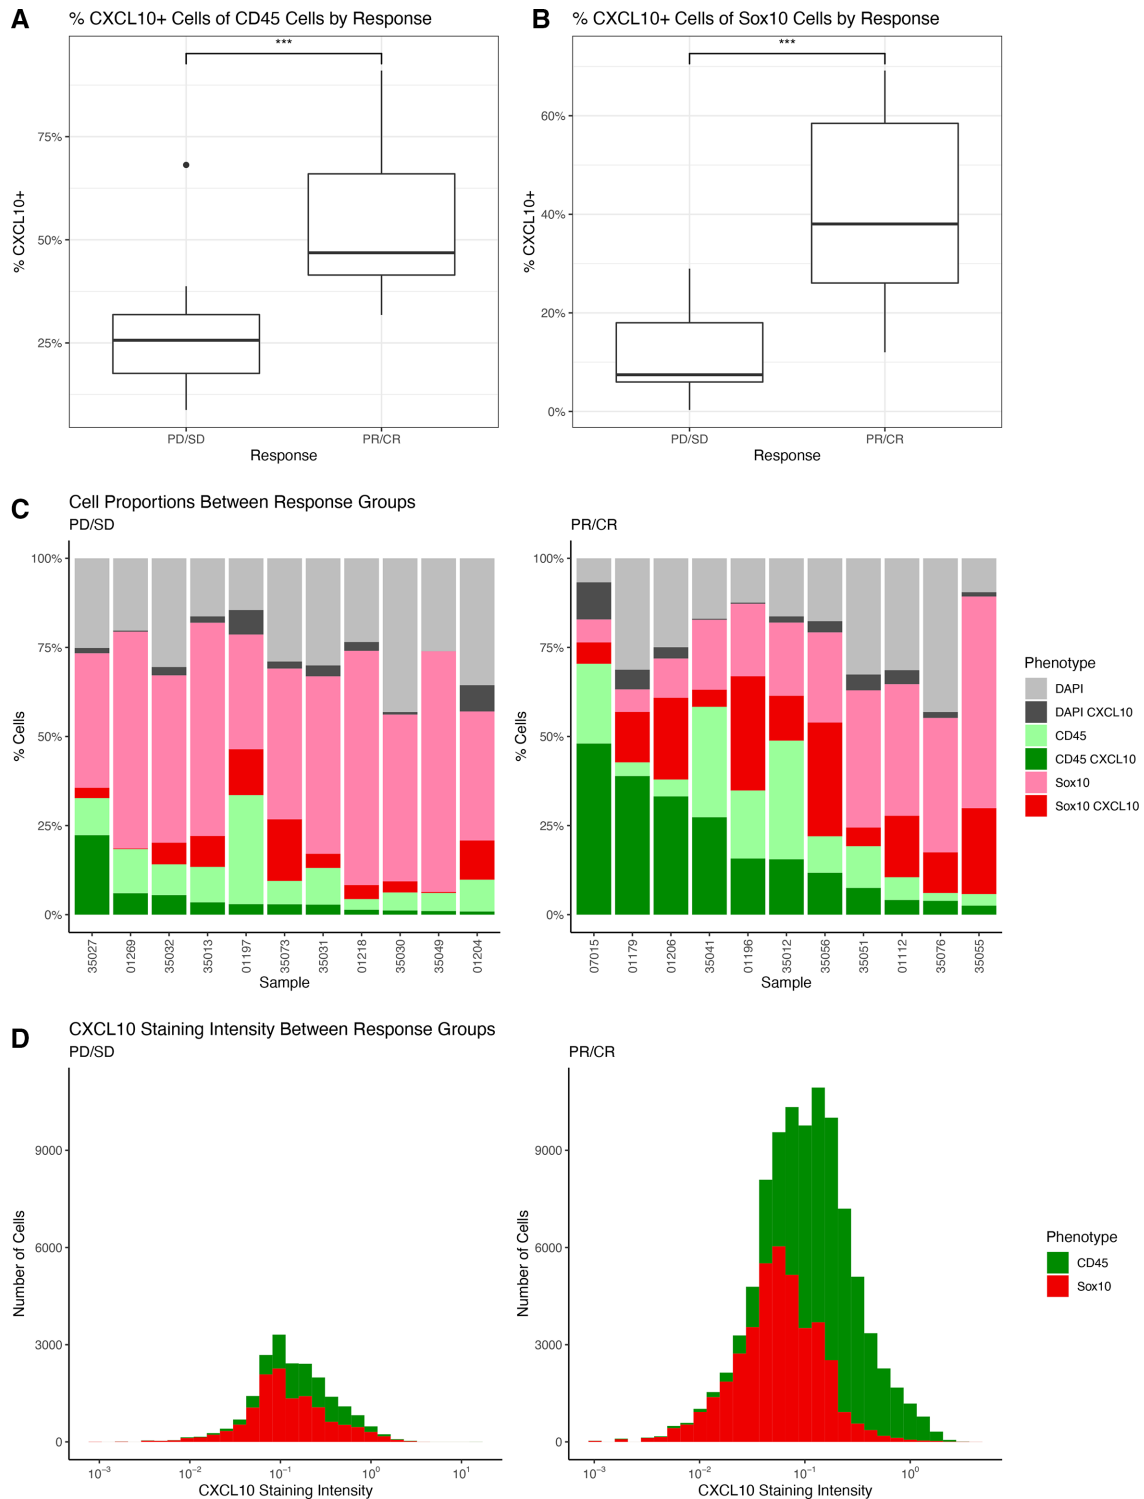 A
% CXCL10+ Cells of CD45 Cells by Response
***
% CXCL10+
75%
50%
25%
PD/SD PR/CR
Response
B
% CXCL10+ Cells of Sox10 Cells by Response
***
% CXCL10+
60%
40%
20%
0%
PD/SD PR/CR
Response
C
Cell Proportions Between Response Groups
PD/SD
% Cells
100%
75%
50%
25%
0%
35027 01269 35032 35013 01197 35073 35031 01218 35030 35049 01204
Sample
PR/CR
% Cells
100%
75%
50%
25%
0%
07015 01179 01206 35041 01196 35012 35056 35051 01112 35076 35055
Sample
Phenotype
DAPI
DAPI CXCL10
CD45
CD45 CXCL10
Sox10
Sox10 CXCL10
D
CXCL10 Staining Intensity Between Response Groups
PD/SD
Number of Cells
9000
6000
3000
0
10⁻³ 10⁻² 10⁻¹ 10⁰ 10¹
CXCL10 Staining Intensity
PR/CR
Number of Cells
9000
6000
3000
0
10⁻³ 10⁻² 10⁻¹ 10⁰
CXCL10 Staining Intensity
Phenotype
CD45
Sox10